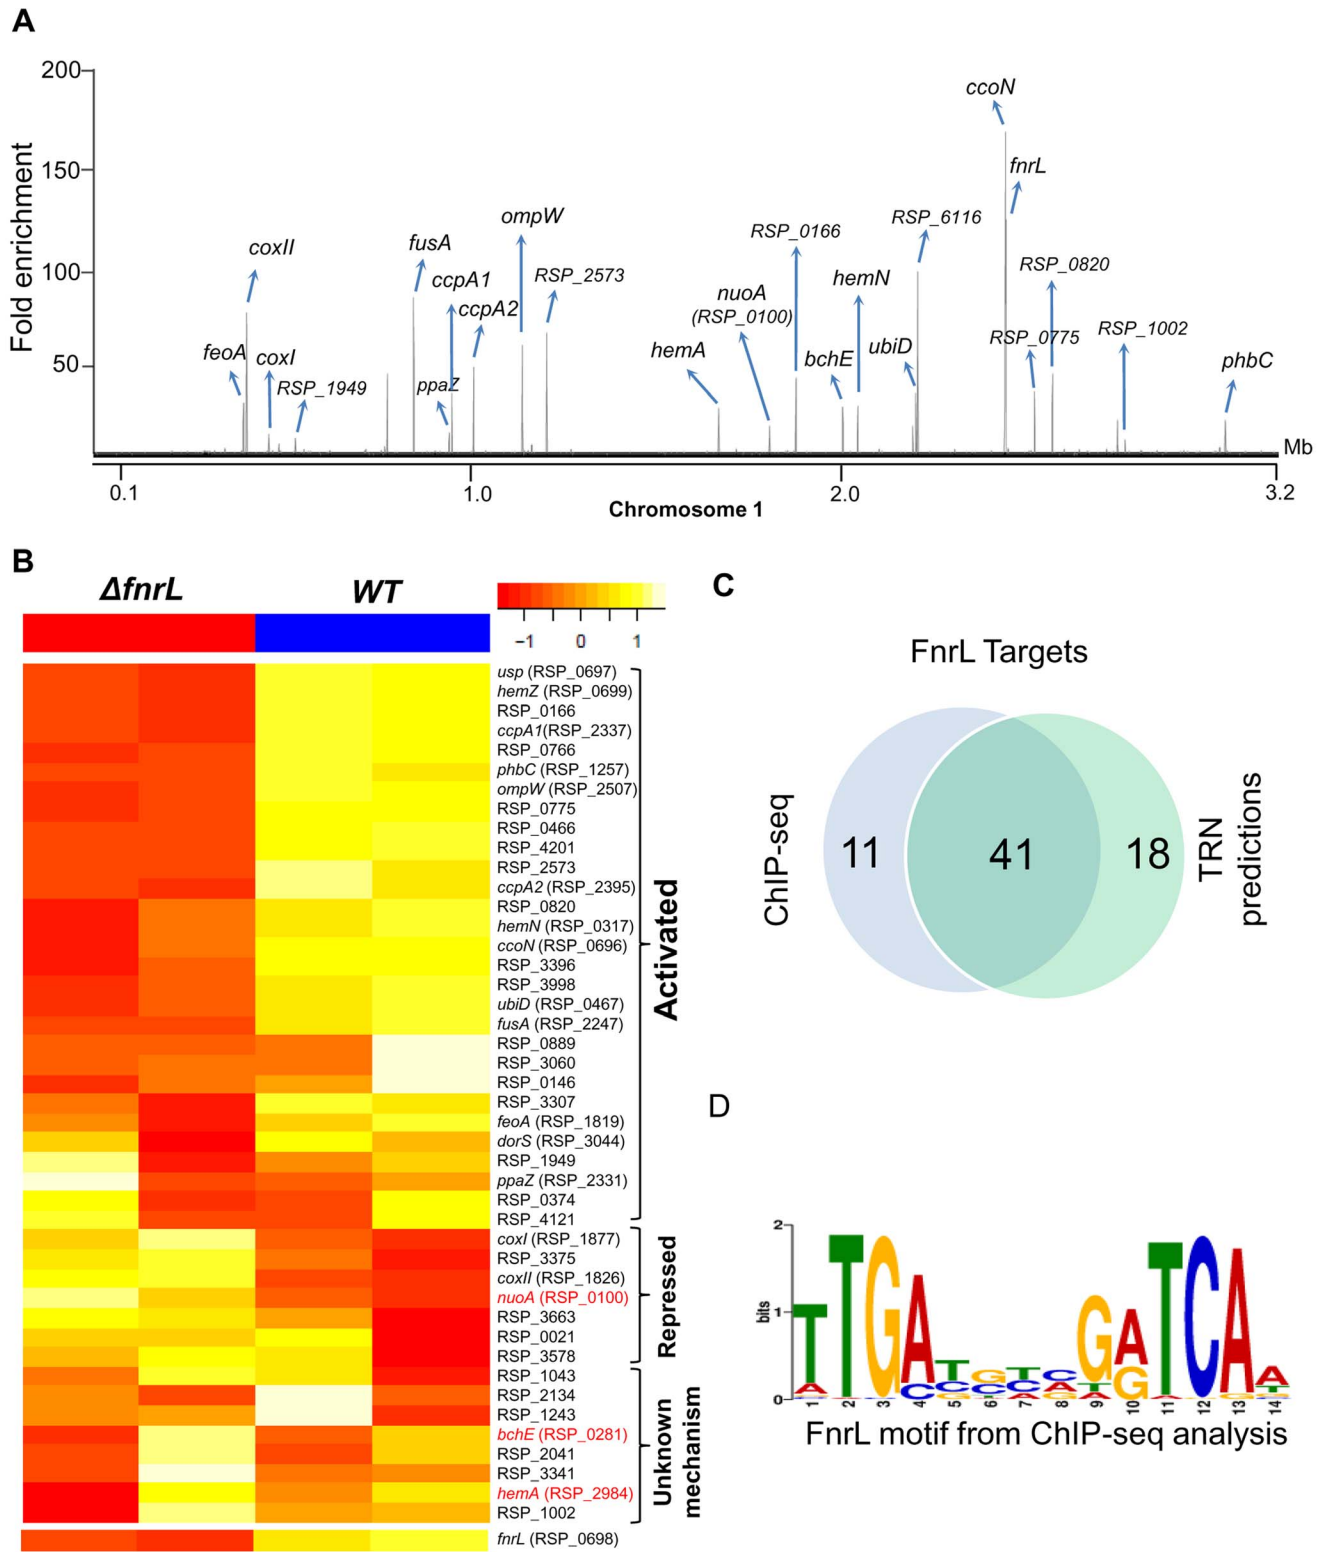 A
200
150
100
50
Fold enrichment
ccoN
fnrL
ompW
RSP_6116
RSP_0166
fusA
coxII
RSP_0820
RSP_2573
ccpA1
hemN
nuoA
(RSP_0100)
ccpA2
RSP_1002
RSP_0775
feoA
coxI
hemA
ubiD
bchE
phbC
RSP_1949
ppaZ
Mb
0.1
1.0
2.0
3.2
Chromosome 1
B
ΔfnrL
WT
−1 0 1
usp (RSP_0697)
hemZ (RSP_0699)
RSP_0166
ccpA1(RSP_2337)
RSP_0766
phbC (RSP_1257)
ompW (RSP_2507)
RSP_0775
RSP_0466
RSP_4201
RSP_2573
ccpA2 (RSP_2395)
RSP_0820
hemN (RSP_0317)
ccoN (RSP_0696)
RSP_3396
RSP_3998
ubiD (RSP_0467)
fusA (RSP_2247)
RSP_0889
RSP_3060
RSP_0146
RSP_3307
feoA (RSP_1819)
dorS (RSP_3044)
RSP_1949
ppaZ (RSP_2331)
RSP_0374
RSP_4121
coxI (RSP_1877)
RSP_3375
coxII (RSP_1826)
nuoA (RSP_0100)
RSP_3663
RSP_0021
RSP_3578
RSP_1043
RSP_2134
RSP_1243
bchE (RSP_0281)
RSP_2041
RSP_3341
hemA (RSP_2984)
RSP_1002
fnrL (RSP_0698)
Activated
Repressed
Unknown
mechanism
C
FnrL Targets
ChIP-seq
11
41
18
TRN
predictions
D
2
1
0
bits
1 2 3 4 5 6 7 8 9 10 11 12 13 14
FnrL motif from ChIP-seq analysis